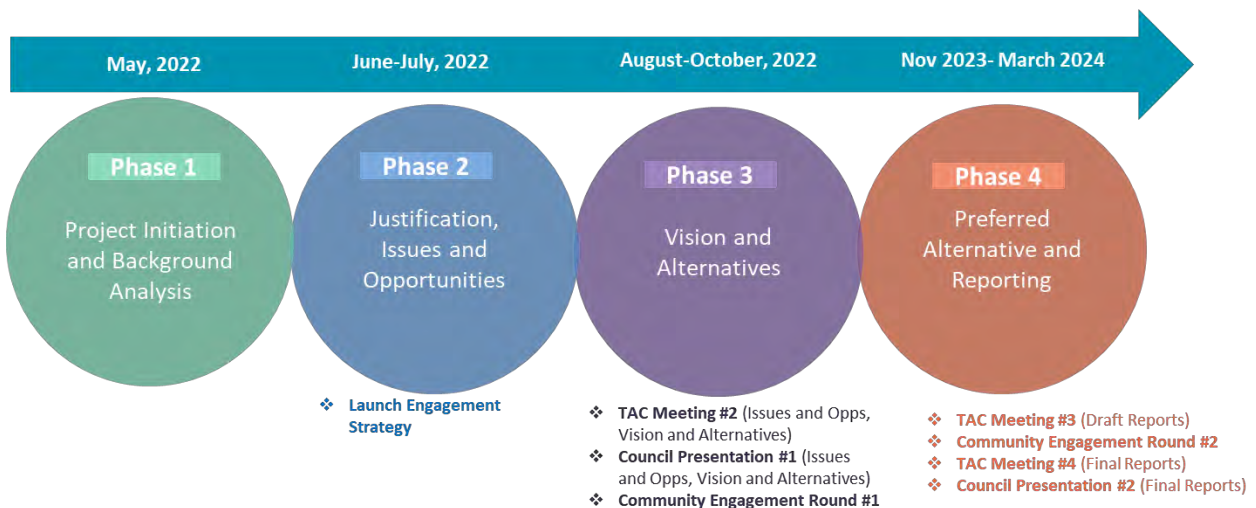 May, 2022
June-July, 2022
August-October, 2022
Nov 2023- March 2024
Phase 1
Project Initiation
and Background
Analysis
Phase 2
Justification,
Issues and
Opportunities
Phase 3
Vision and
Alternatives
Phase 4
Preferred
Alternative and
Reporting
❖ Launch Engagement
Strategy
❖ TAC Meeting #2 (Issues and Opps,
Vision and Alternatives)
❖ Council Presentation #1 (Issues
and Opps, Vision and Alternatives)
❖ Community Engagement Round #1
❖ TAC Meeting #3 (Draft Reports)
❖ Community Engagement Round #2
❖ TAC Meeting #4 (Final Reports)
❖ Council Presentation #2 (Final Reports)